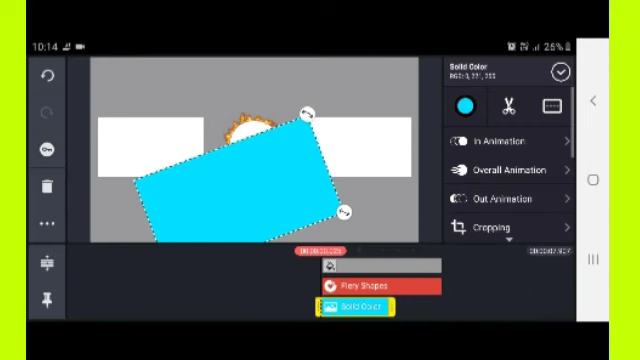 10:14
26%
Solid Color
In Animation
Overall Animation
Out Animation
Cropping
Fiery Shapes
Solid Color